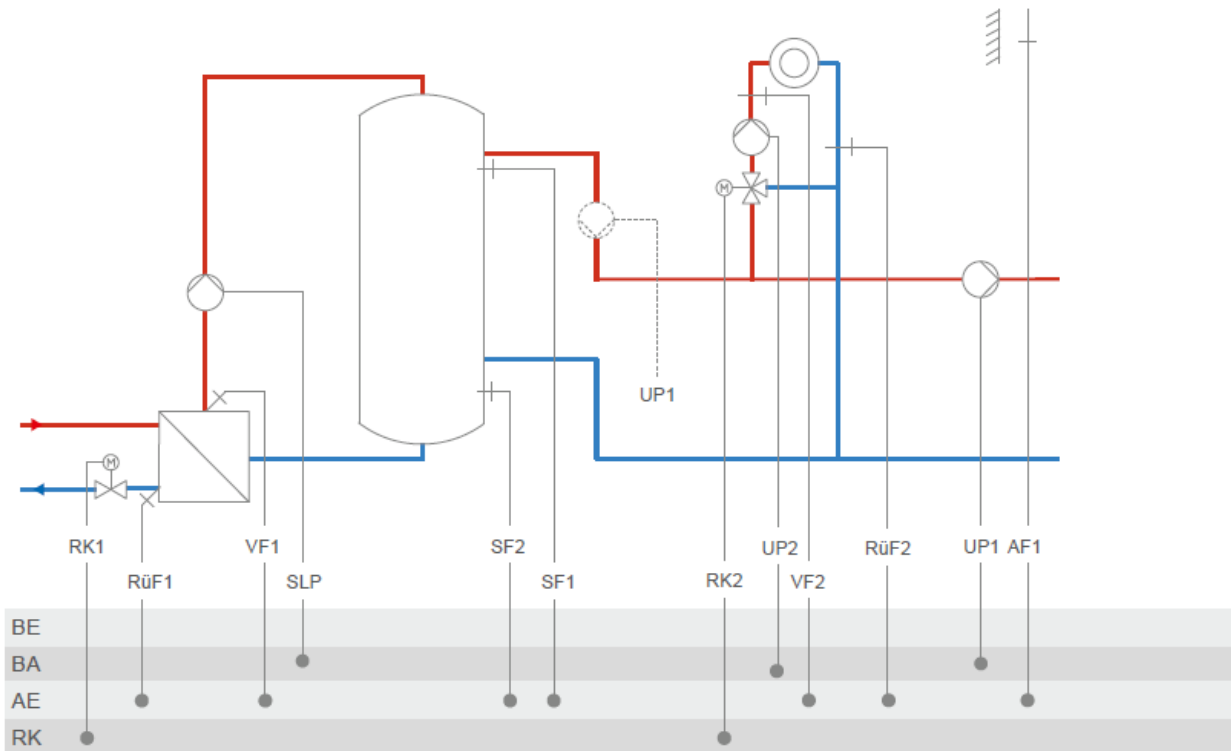 M
UP1
M
RK1
VF1
SF2
UP2
RüF2
UP1 AF1
RüF1
SLP
SF1
RK2
VF2
BE
BA
AE
RK